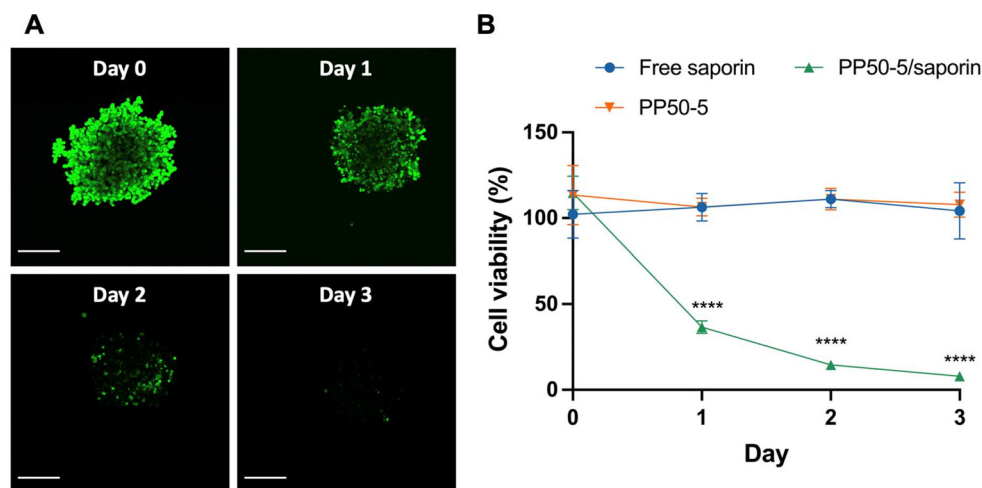 A
Day 0
Day 1
Day 2
Day 3
B
Free saporin
PP50-5/saporin
PP50-5
Cell viability (%)
150
100
50
0
****
****
****
0
1
2
3
Day